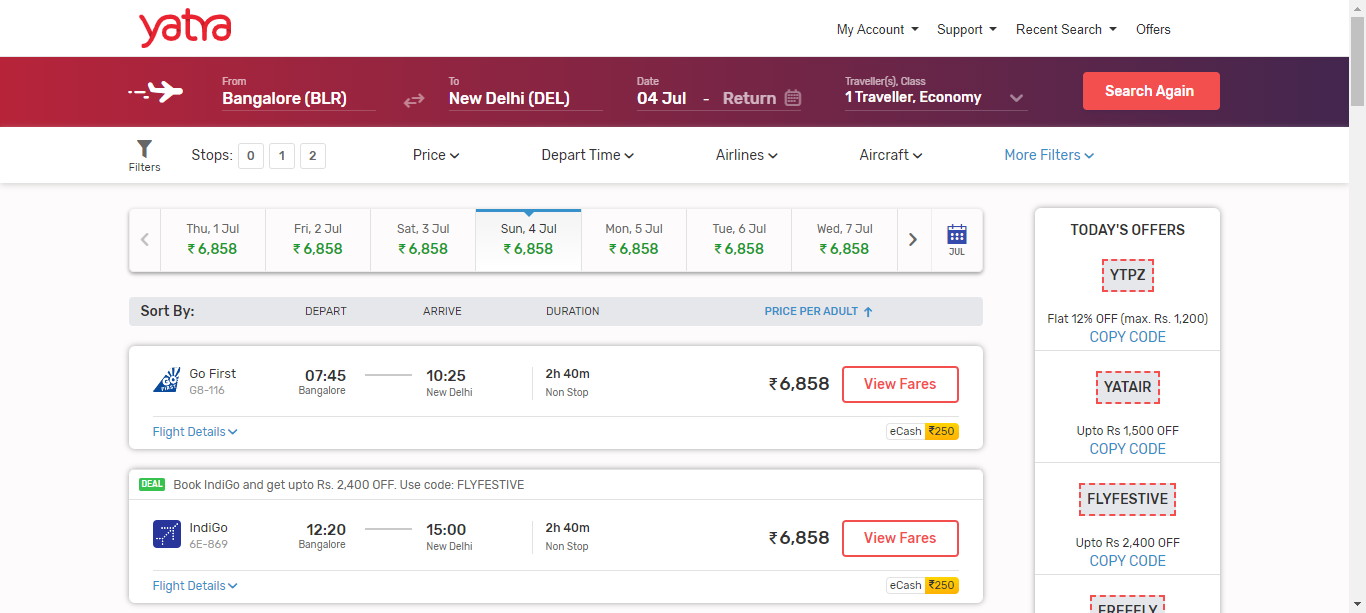 yatra
My Account Support Recent Search Offers
From To Date Traveller(s), Class
Bangalore (BLR) New Delhi (DEL) 04 Jul - Return 1 Traveller, Economy Search Again
Filters Stops: 0 1 2 Price Depart Time Airlines Aircraft More Filters
Thu, 1 Jul Fri, 2 Jul Sat, 3 Jul Sun, 4 Jul Mon, 5 Jul Tue, 6 Jul Wed, 7 Jul
₹ 6,858 ₹ 6,858 ₹ 6,858 ₹ 6,858 ₹ 6,858 ₹ 6,858 ₹ 6,858 JUL
Sort By: DEPART ARRIVE DURATION PRICE PER ADULT ↑
GO FIRST
Go First 07:45 10:25 2h 40m ₹6,858 View Fares
G8-116 Bangalore New Delhi Non Stop
Flight Details eCash ₹250
DEAL Book IndiGo and get upto Rs. 2,400 OFF. Use code: FLYFESTIVE
IndiGo 12:20 15:00 2h 40m ₹6,858 View Fares
6E-869 Bangalore New Delhi Non Stop
Flight Details eCash ₹250
TODAY'S OFFERS
YTPZ
Flat 12% OFF (max. Rs. 1,200)
COPY CODE
YATAIR
Upto Rs 1,500 OFF
COPY CODE
FLYFESTIVE
Upto Rs 2,400 OFF
COPY CODE